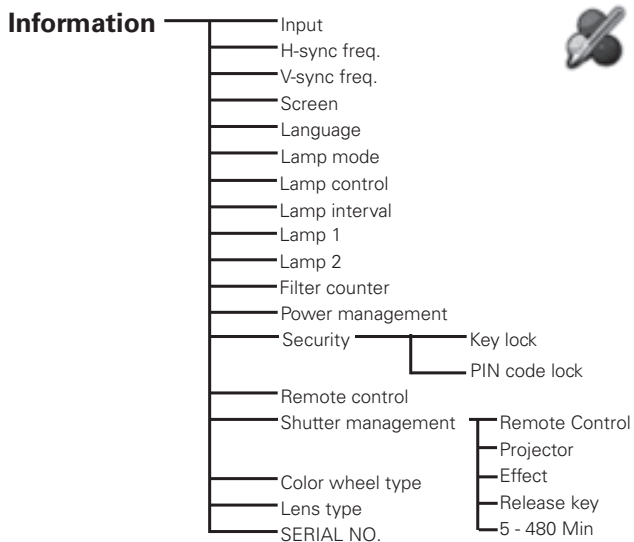 Information
Input
H-sync freq.
V-sync freq.
Screen
Language
Lamp mode
Lamp control
Lamp interval
Lamp 1
Lamp 2
Filter counter
Power management
Security
Key lock
PIN code lock
Remote control
Shutter management
Remote Control
Projector
Effect
Release key
5 - 480 Min
Color wheel type
Lens type
SERIAL NO.